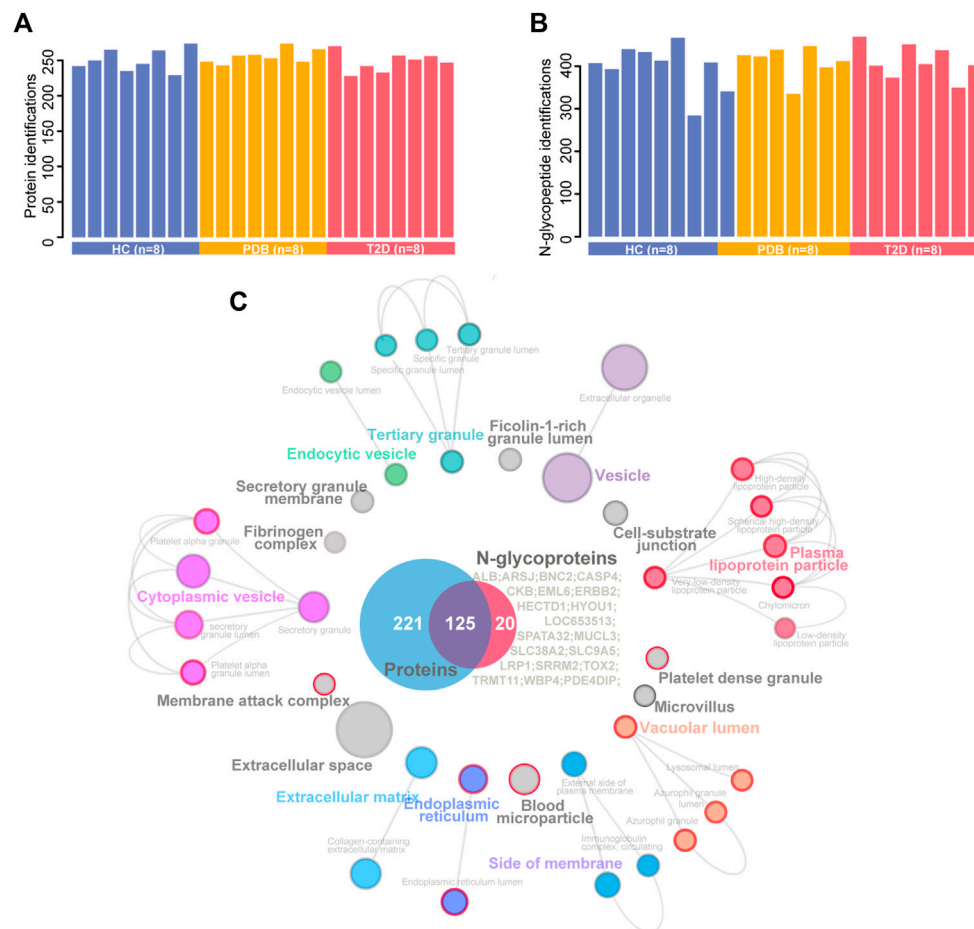 A
B
Protein identifications
0
50
100
150
200
250
HC (n=8)
PDB (n=8)
T2D (n=8)
N-glycopeptide identifications
0
100
200
300
400
HC (n=8)
PDB (n=8)
T2D (n=8)
C
Tertiary granule lumen
Specific granule
Specific granule lumen
Endocytic vesicle lumen
Extracellular organelle
Tertiary granule
Ficolin-1-rich
granule lumen
Endocytic vesicle
Vesicle
High-density
lipoprotein particle
Secretory granule
membrane
Spherical high-density
lipoprotein particle
Platelet alpha granule
Fibrinogen
complex
Cell-substrate
junction
Plasma
lipoprotein particle
N-glycoproteins
Very-low-density
lipoprotein particle
Chylomicron
Cytoplasmic vesicle
ALB;ARSJ;BNC2;CASP4;
CKB;EML6;ERBB2;
HECTD1;HYOU1;
LOC653513;
SPATA32;MUCL3;
SLC38A2;SLC9A5;
LRP1;SRRM2;TOX2;
TRMT11;WBP4;PDE4DIP;
221
125
20
Proteins
secretory
granule lumen
Secretory granule
Low-density
lipoprotein particle
Platelet alpha
granule lumen
Platelet dense granule
Membrane attack complex
Microvillus
Vacuolar lumen
Extracellular space
Lysosomal lumen
External side of
plasma membrane
Extracellular matrix
Endoplasmic
reticulum
Blood
microparticle
Azurophil granule
lumen
Azurophil granule
Collagen-containing
extracellular matrix
Immunoglobulin
complex, circulating
Side of membrane
Endoplasmic reticulum lumen